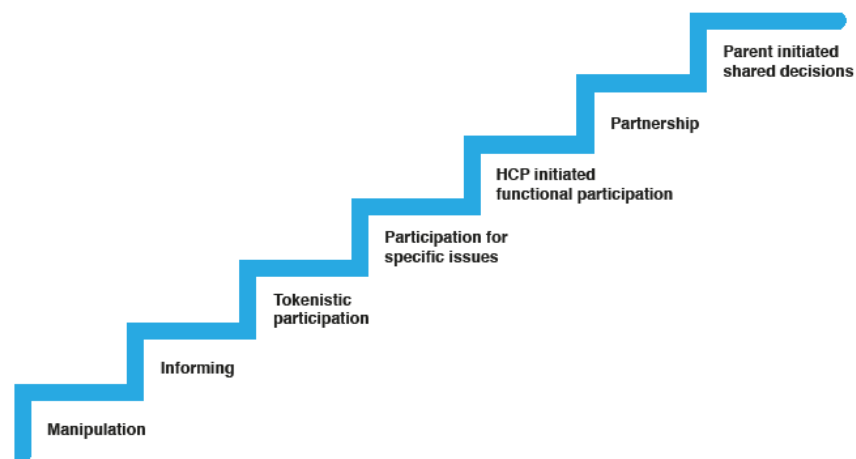 Parent initiated
shared decisions
Partnership
HCP initiated
functional participation
Participation for
specific issues
Tokenistic
participation
Informing
Manipulation